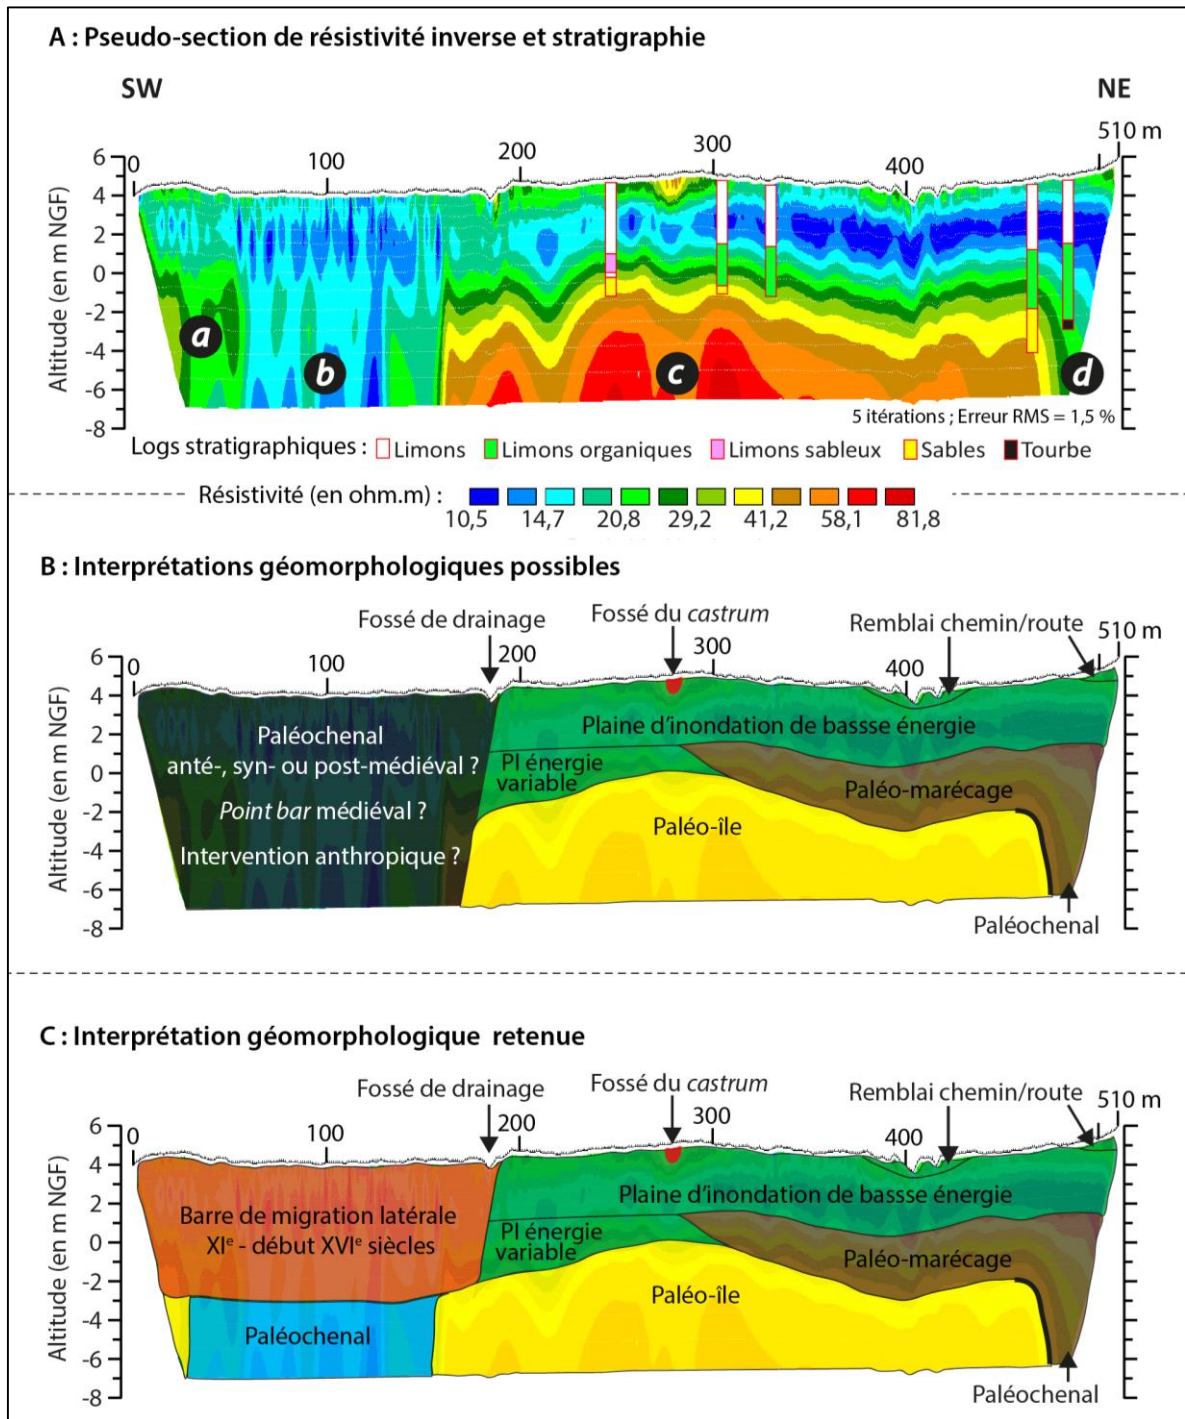 A : Pseudo-section de résistivité inverse et stratigraphie
SW NE
0 100 200 300 400 510 m
Altitude (en m NGF)
6
4
2
0
-2
-4
-6
-8
a b c d
5 itérations ; Erreur RMS = 1,5 %
Logs stratigraphiques : Limons Limons organiques Limons sableux Sables Tourbe
Résistivité (en ohm.m) :
10,5 14,7 20,8 29,2 41,2 58,1 81,8
B : Interprétations géomorphologiques possibles
Fossé de drainage
Fossé du castrum
Remblai chemin/route
0 100 200 300 400 510 m
Altitude (en m NGF)
6
4
2
0
-2
-4
-6
-8
Paléochenal
anté-, syn- ou post-médiéval ?
Point bar médiéval ?
Intervention anthropique ?
Plaine d'inondation de bassse énergie
PI énergie
variable
Paléo-marécage
Paléo-île
Paléochenal
C : Interprétation géomorphologique retenue
Fossé de drainage
Fossé du castrum
Remblai chemin/route
0 100 200 300 400 510 m
Altitude (en m NGF)
6
4
2
0
-2
-4
-6
-8
Barre de migration latérale
XIe - début XVIe siècles
Plaine d'inondation de bassse énergie
PI énergie
variable
Paléo-marécage
Paléo-île
Paléochenal
Paléochenal